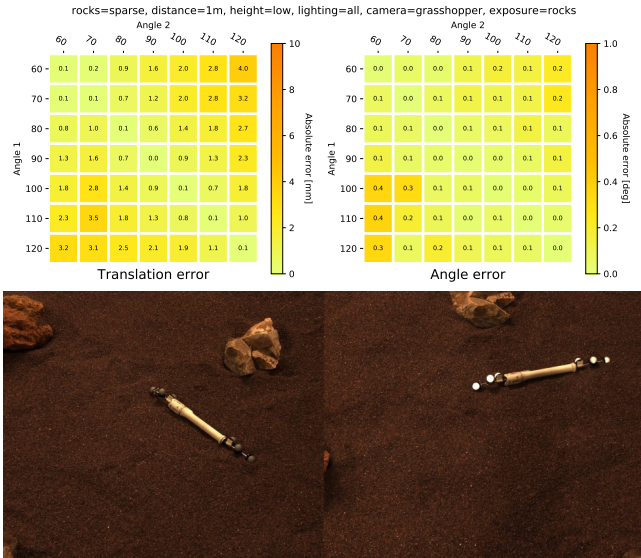 rocks=sparse, distance=1m, height=low, lighting=all, camera=grasshopper, exposure=rocks
Angle 2
60 70 80 90 100 110 120
Angle 1
60 0.1 0.2 0.9 1.6 2.0 2.8 4.0
70 0.1 0.1 0.7 1.2 2.0 2.8 3.2
80 0.8 1.0 0.1 0.6 1.4 1.8 2.7
90 1.3 1.6 0.7 0.0 0.9 1.3 2.3
100 1.8 2.8 1.4 0.9 0.1 0.7 1.8
110 2.3 3.5 1.8 1.3 0.8 0.1 1.0
120 3.2 3.1 2.5 2.1 1.9 1.1 0.1
Translation error
10
8
6
4
2
0
Absolute error [mm]
Angle 2
60 70 80 90 100 110 120
Angle 1
60 0.0 0.0 0.0 0.1 0.2 0.1 0.2
70 0.1 0.0 0.1 0.1 0.1 0.1 0.2
80 0.1 0.1 0.0 0.0 0.1 0.1 0.1
90 0.1 0.1 0.0 0.0 0.0 0.1 0.1
100 0.4 0.3 0.1 0.1 0.0 0.0 0.1
110 0.4 0.2 0.1 0.1 0.1 0.0 0.0
120 0.3 0.1 0.2 0.1 0.1 0.1 0.0
Angle error
1.0
0.8
0.6
0.4
0.2
0.0
Absolute error [deg]